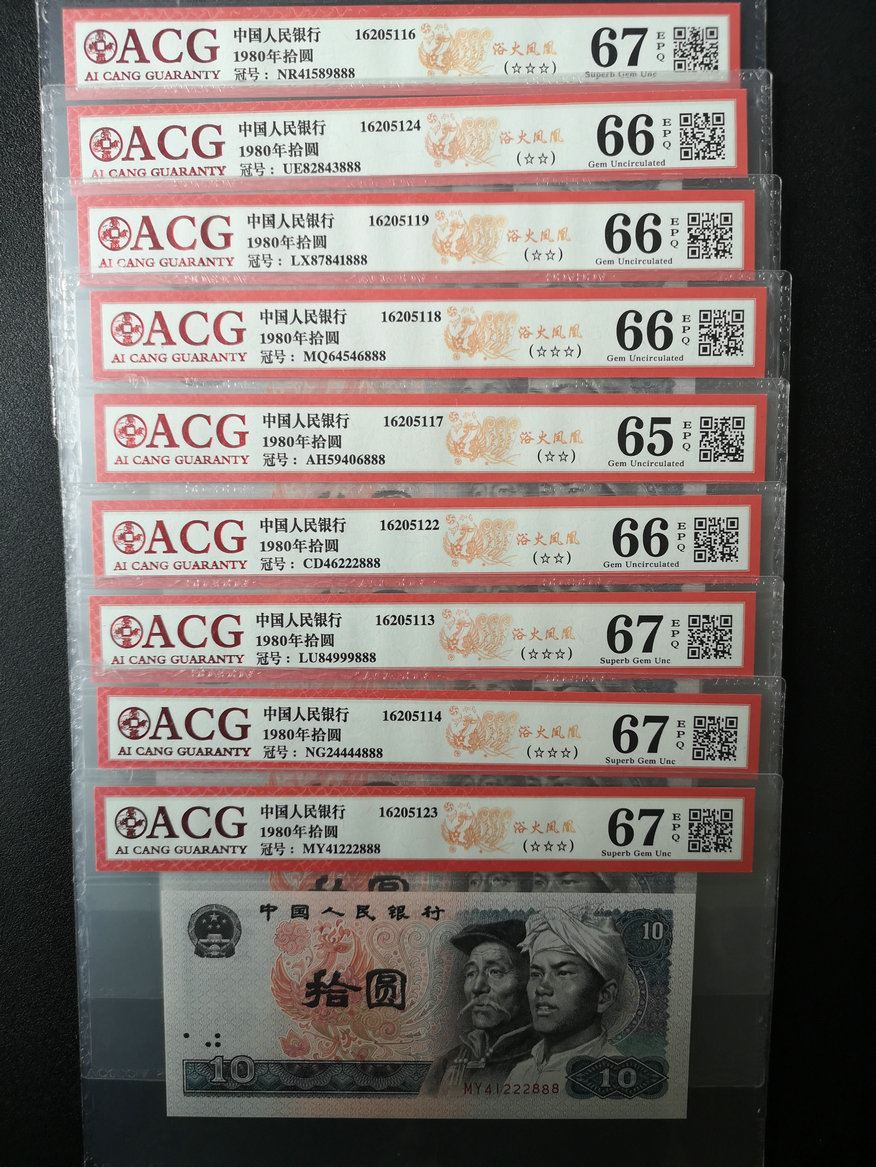 ACG
AI CANG GUARANTY
中国人民银行 16205116
1980年拾圆
冠号：NR41589888
浴火凤凰
(☆☆☆)
67
EPQ
Superb Gem Unc
ACG
AI CANG GUARANTY
中国人民银行 16205124
1980年拾圆
冠号：UE82843888
浴火凤凰
(☆☆)
66
EPQ
Gem Uncirculated
ACG
AI CANG GUARANTY
中国人民银行 16205119
1980年拾圆
冠号：LX87841888
浴火凤凰
(☆☆)
66
EPQ
Gem Uncirculated
ACG
AI CANG GUARANTY
中国人民银行 16205118
1980年拾圆
冠号：MQ64546888
浴火凤凰
(☆☆☆)
66
EPQ
Gem Uncirculated
ACG
AI CANG GUARANTY
中国人民银行 16205117
1980年拾圆
冠号：AH59406888
浴火凤凰
(☆☆)
65
EPQ
Gem Uncirculated
ACG
AI CANG GUARANTY
中国人民银行 16205122
1980年拾圆
冠号：CD46222888
浴火凤凰
(☆☆)
66
EPQ
Gem Uncirculated
ACG
AI CANG GUARANTY
中国人民银行 16205113
1980年拾圆
冠号：LU84999888
浴火凤凰
(☆☆☆)
67
EPQ
Superb Gem Unc
ACG
AI CANG GUARANTY
中国人民银行 16205114
1980年拾圆
冠号：NG24444888
浴火凤凰
(☆☆☆)
67
EPQ
Superb Gem Unc
ACG
AI CANG GUARANTY
中国人民银行 16205123
1980年拾圆
冠号：MY41222888
浴火凤凰
(☆☆☆)
67
EPQ
Superb Gem Unc
拾圆
中国人民银行
10
拾圆
10
MY41222888
10